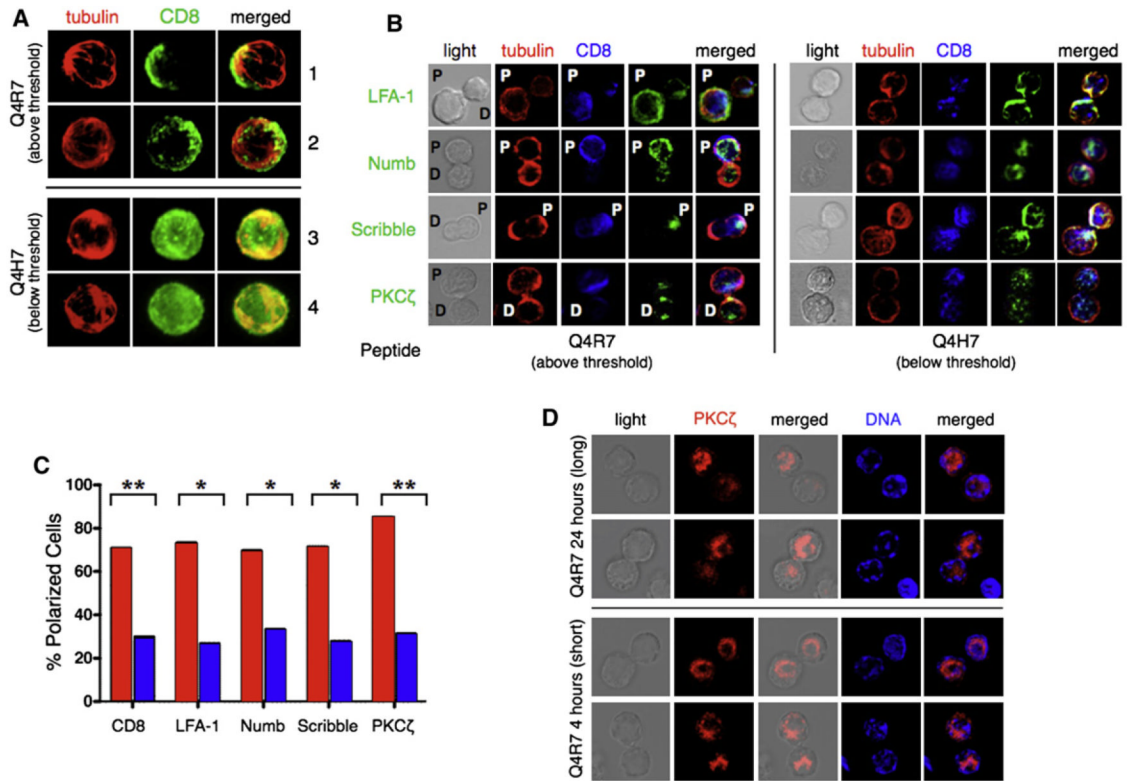 A
tubulin CD8 merged
Q4R7
(above threshold)
1
2
Q4H7
(below threshold)
3
4
B
light tubulin CD8 merged light tubulin CD8 merged
LFA-1
P P P P P
D
Numb
P P P P P
D D
Scribble
P P P P P
D
PKCζ
P
D D D D D
Peptide
Q4R7
(above threshold)
Q4H7
(below threshold)
C
% Polarized Cells
100
80
60
40
20
0
** * * * **
CD8 LFA-1 Numb Scribble PKCζ
D
light PKCζ merged DNA merged
Q4R7 24 hours (long)
Q4R7 4 hours (short)